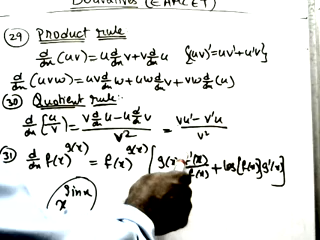 Derivatives (EAMCET)
29 Product rule
d/dx (uv) = u d/dx v + v d/dx u {(uv)' = uv' + u'v}
d/dx (uvw) = uv d/dx w + uw d/dx v + vw d/dx (u)
30 Quotient rule:-
d/dx [u/v] = (v d/dx u - u d/dx v)/v² = (vu' - v'u)/v²
31 d/dx f(x)^g(x) = f(x)^g(x) [g(x) f'(x)/f(x) + log[f(x)] g'(x)]
x^sinx